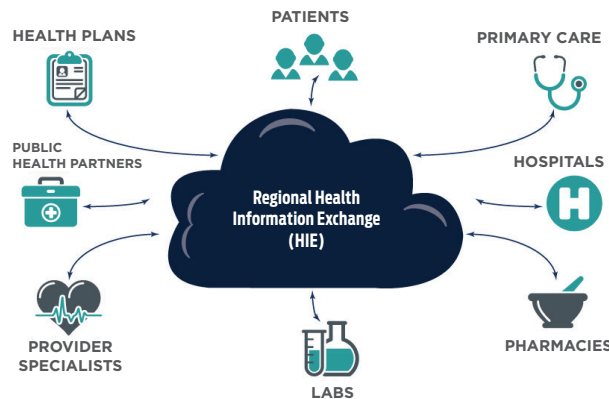 PATIENTS
HEALTH PLANS
PRIMARY CARE
PUBLIC
HEALTH PARTNERS
HOSPITALS
H
Regional Health
Information Exchange
(HIE)
PROVIDER
SPECIALISTS
LABS
PHARMACIES